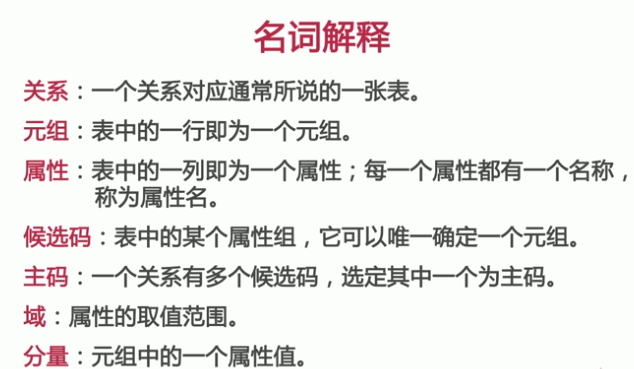 名词解释
关系：一个关系对应通常所说的一张表。
元组：表中的一行即为一个元组。
属性：表中的一列即为一个属性；每一个属性都有一个名称，
称为属性名。
候选码：表中的某个属性组，它可以唯一确定一个元组。
主码：一个关系有多个候选码，选定其中一个为主码。
域：属性的取值范围。
分量：元组中的一个属性值。